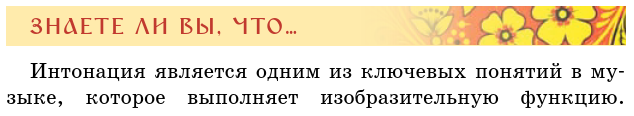 ЗНАЕТЕ ЛИ ВЫ, ЧТО...
Интонация является одним из ключевых понятий в му-
зыке, которое выполняет изобразительную функцию.